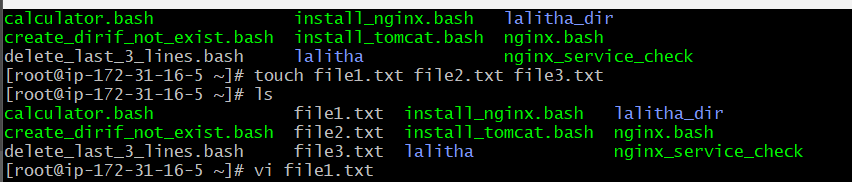 calculator.bash install_nginx.bash lalitha_dir
create_dirif_not_exist.bash install_tomcat.bash nginx.bash
delete_last_3_lines.bash lalitha nginx_service_check
[root@ip-172-31-16-5 ~]# touch file1.txt file2.txt file3.txt
[root@ip-172-31-16-5 ~]# ls
calculator.bash file1.txt install_nginx.bash lalitha_dir
create_dirif_not_exist.bash file2.txt install_tomcat.bash nginx.bash
delete_last_3_lines.bash file3.txt lalitha nginx_service_check
[root@ip-172-31-16-5 ~]# vi file1.txt